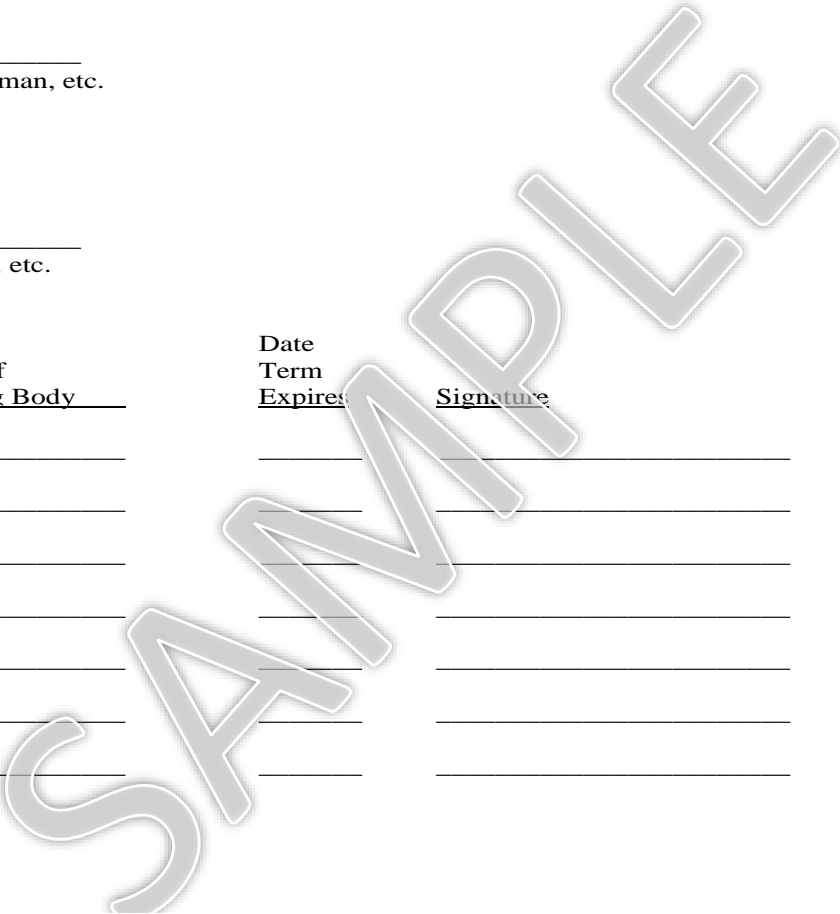 man, etc.
, etc.
Date
f Term
g Body Expires Signature
SAMPLE